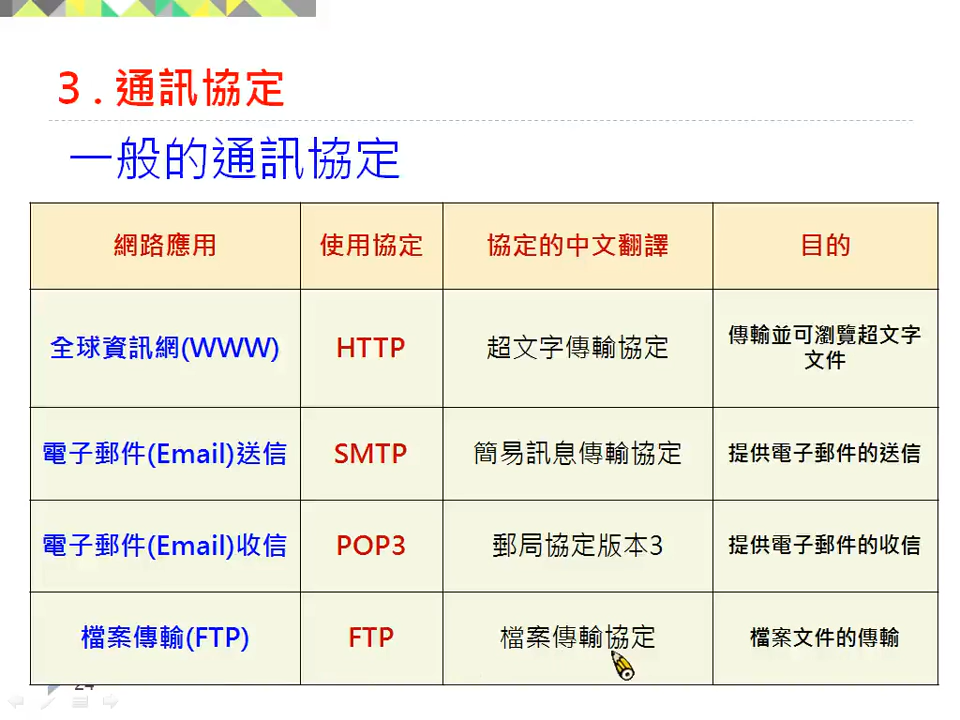 3 . 通訊協定
一般的通訊協定
網路應用 使用協定 協定的中文翻譯 目的
全球資訊網(WWW) HTTP 超文字傳輸協定 傳輸並可瀏覽超文字
文件
電子郵件(Email)送信 SMTP 簡易訊息傳輸協定 提供電子郵件的送信
電子郵件(Email)收信 POP3 郵局協定版本3 提供電子郵件的收信
檔案傳輸(FTP) FTP 檔案傳輸協定 檔案文件的傳輸
24